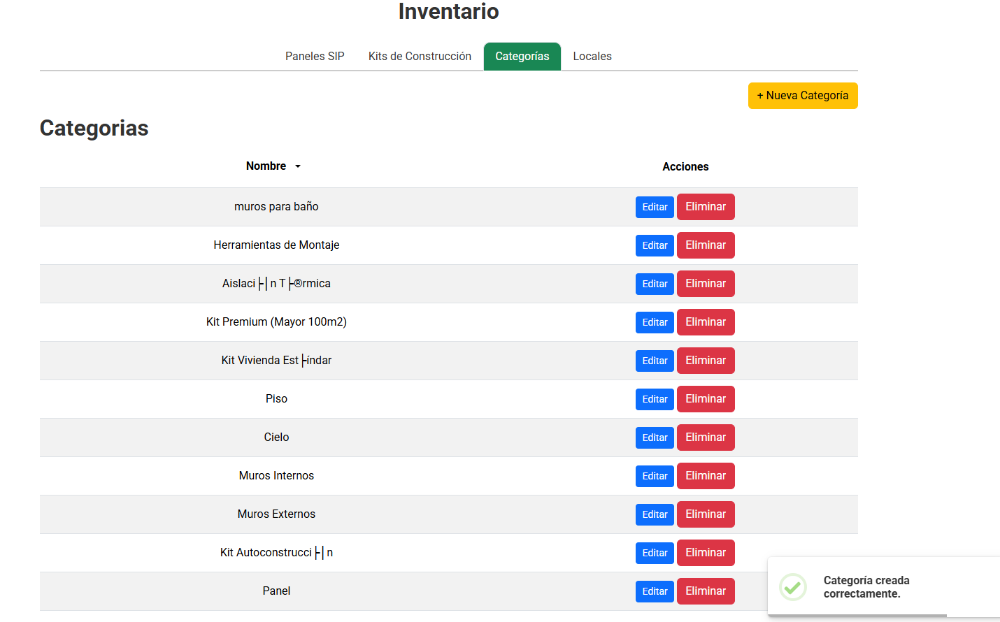 Inventario
Paneles SIP Kits de Construcción Categorías Locales
+ Nueva Categoría
Categorias
Nombre Acciones
muros para baño Editar Eliminar
Herramientas de Montaje Editar Eliminar
Aislaci├│n T├®rmica Editar Eliminar
Kit Premium (Mayor 100m2) Editar Eliminar
Kit Vivienda Est├índar Editar Eliminar
Piso Editar Eliminar
Cielo Editar Eliminar
Muros Internos Editar Eliminar
Muros Externos Editar Eliminar
Kit Autoconstrucci├│n Editar Eliminar
Panel Editar Eliminar
Categoría creada
correctamente.